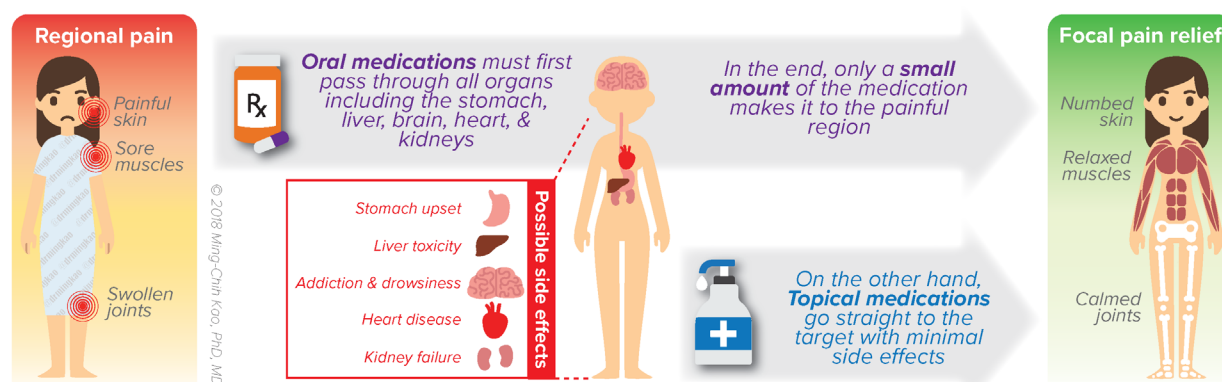 Regional pain
Painful
skin
Sore
muscles
Swollen
joints
© 2018 Ming-Chih Kao, PhD, MD
Rx
Oral medications must first
pass through all organs
including the stomach,
liver, brain, heart, &
kidneys
In the end, only a small
amount of the medication
makes it to the painful
region
Possible side effects
Stomach upset
Liver toxicity
Addiction & drowsiness
Heart disease
Kidney failure
On the other hand,
Topical medications
go straight to the
target with minimal
side effects
Focal pain relief
Numbed
skin
Relaxed
muscles
Calmed
joints